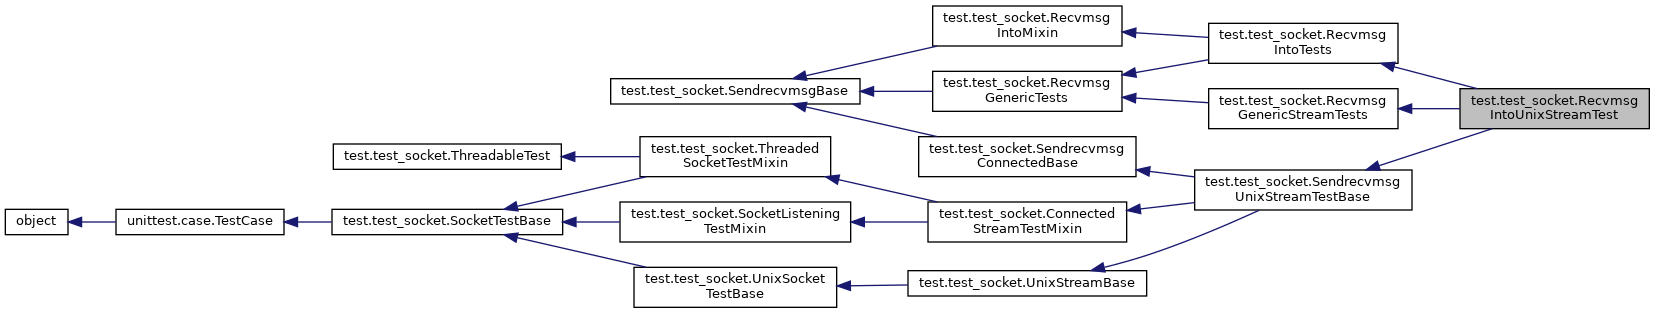 test.test_socket.Recvmsg
IntoMixin
test.test_socket.Recvmsg
IntoTests
test.test_socket.SendrecvmsgBase
test.test_socket.Recvmsg
GenericTests
test.test_socket.Recvmsg
GenericStreamTests
test.test_socket.Recvmsg
IntoUnixStreamTest
test.test_socket.ThreadableTest
test.test_socket.Threaded
SocketTestMixin
test.test_socket.Sendrecvmsg
ConnectedBase
test.test_socket.Sendrecvmsg
UnixStreamTestBase
object
unittest.case.TestCase
test.test_socket.SocketTestBase
test.test_socket.SocketListening
TestMixin
test.test_socket.Connected
StreamTestMixin
test.test_socket.UnixSocket
TestBase
test.test_socket.UnixStreamBase